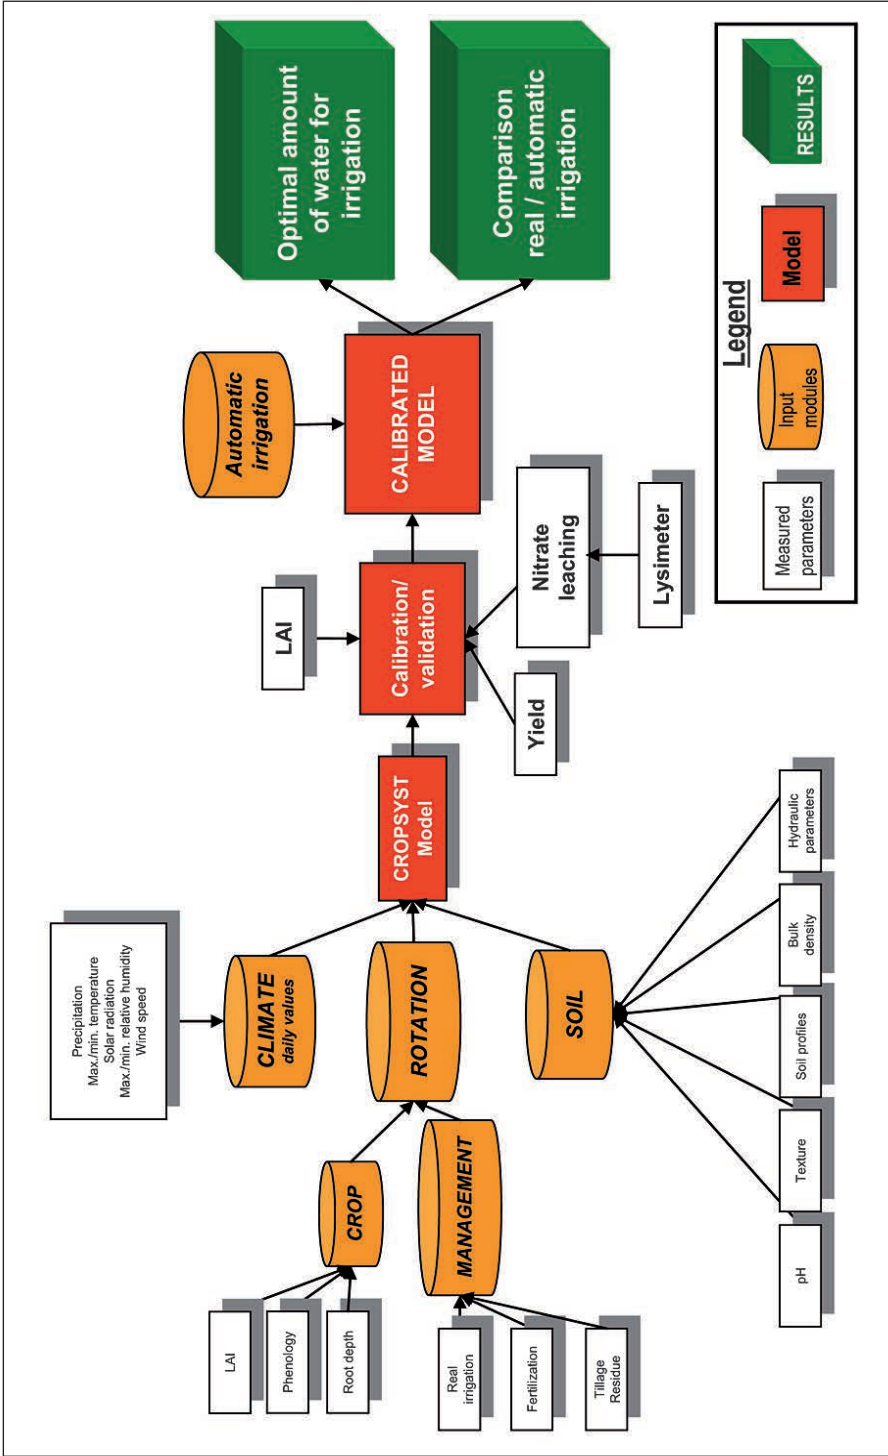 Precipitation
Max./min. temperature
Solar radiation
Max./min. relative humidity
Wind speed
LAI
Phenology
Root depth
CROP
CLIMATE
daily values
Real
irrigation
Fertilization
Tillage
Residue
MANAGEMENT
ROTATION
SOIL
pH
Texture
Soil profiles
Bulk
density
Hydraulic
parameters
CROPSYST
Model
LAI
Calibration/
validation
Yield
Nitrate
leaching
Lysimeter
Automatic
irrigation
CALIBRATED
MODEL
Optimal amount
of water for
irrigation
Comparison
real / automatic
irrigation
Legend
Measured
parameters
Input
modules
Model
RESULTS